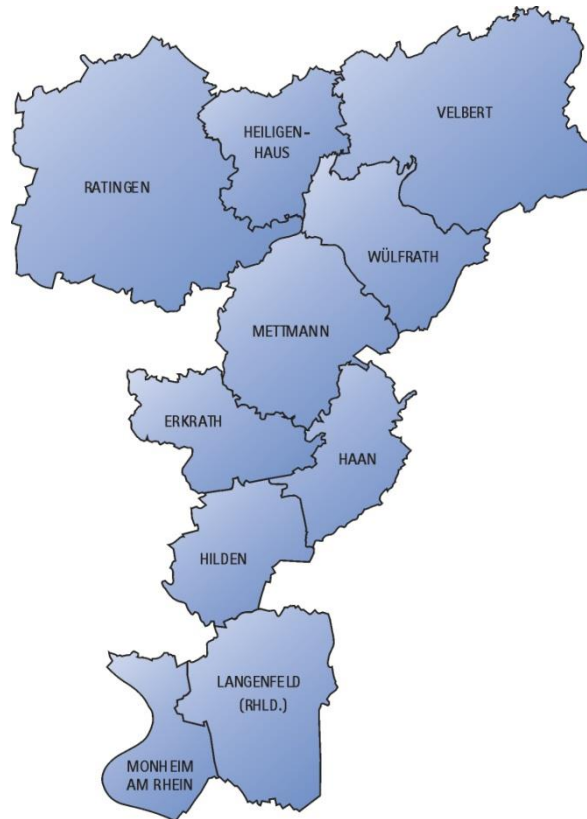 VELBERT
HEILIGEN-
HAUS
RATINGEN
WÜLFRATH
METTMANN
ERKRATH
HAAN
HILDEN
LANGENFELD
(RHLD.)
MONHEIM
AM RHEIN